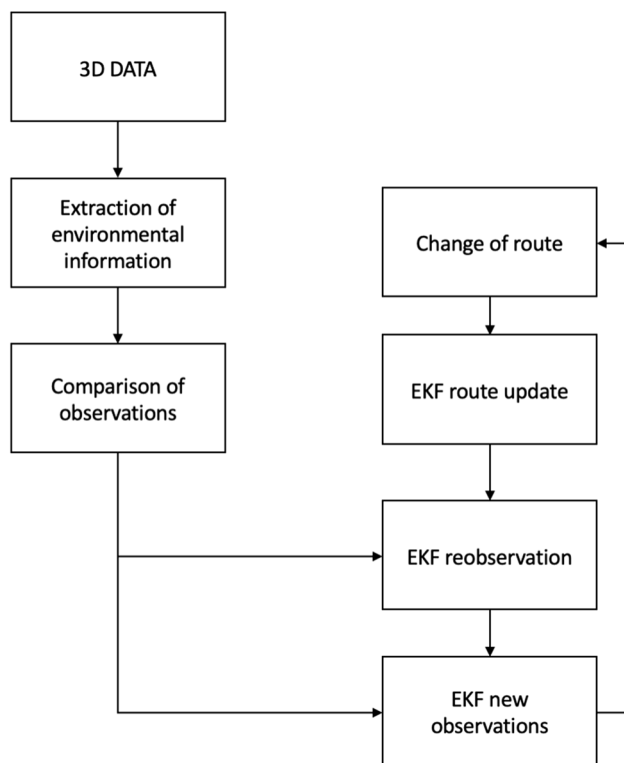 3D DATA
Extraction of
environmental
information
Comparison of
observations
Change of route
EKF route update
EKF reobservation
EKF new
observations